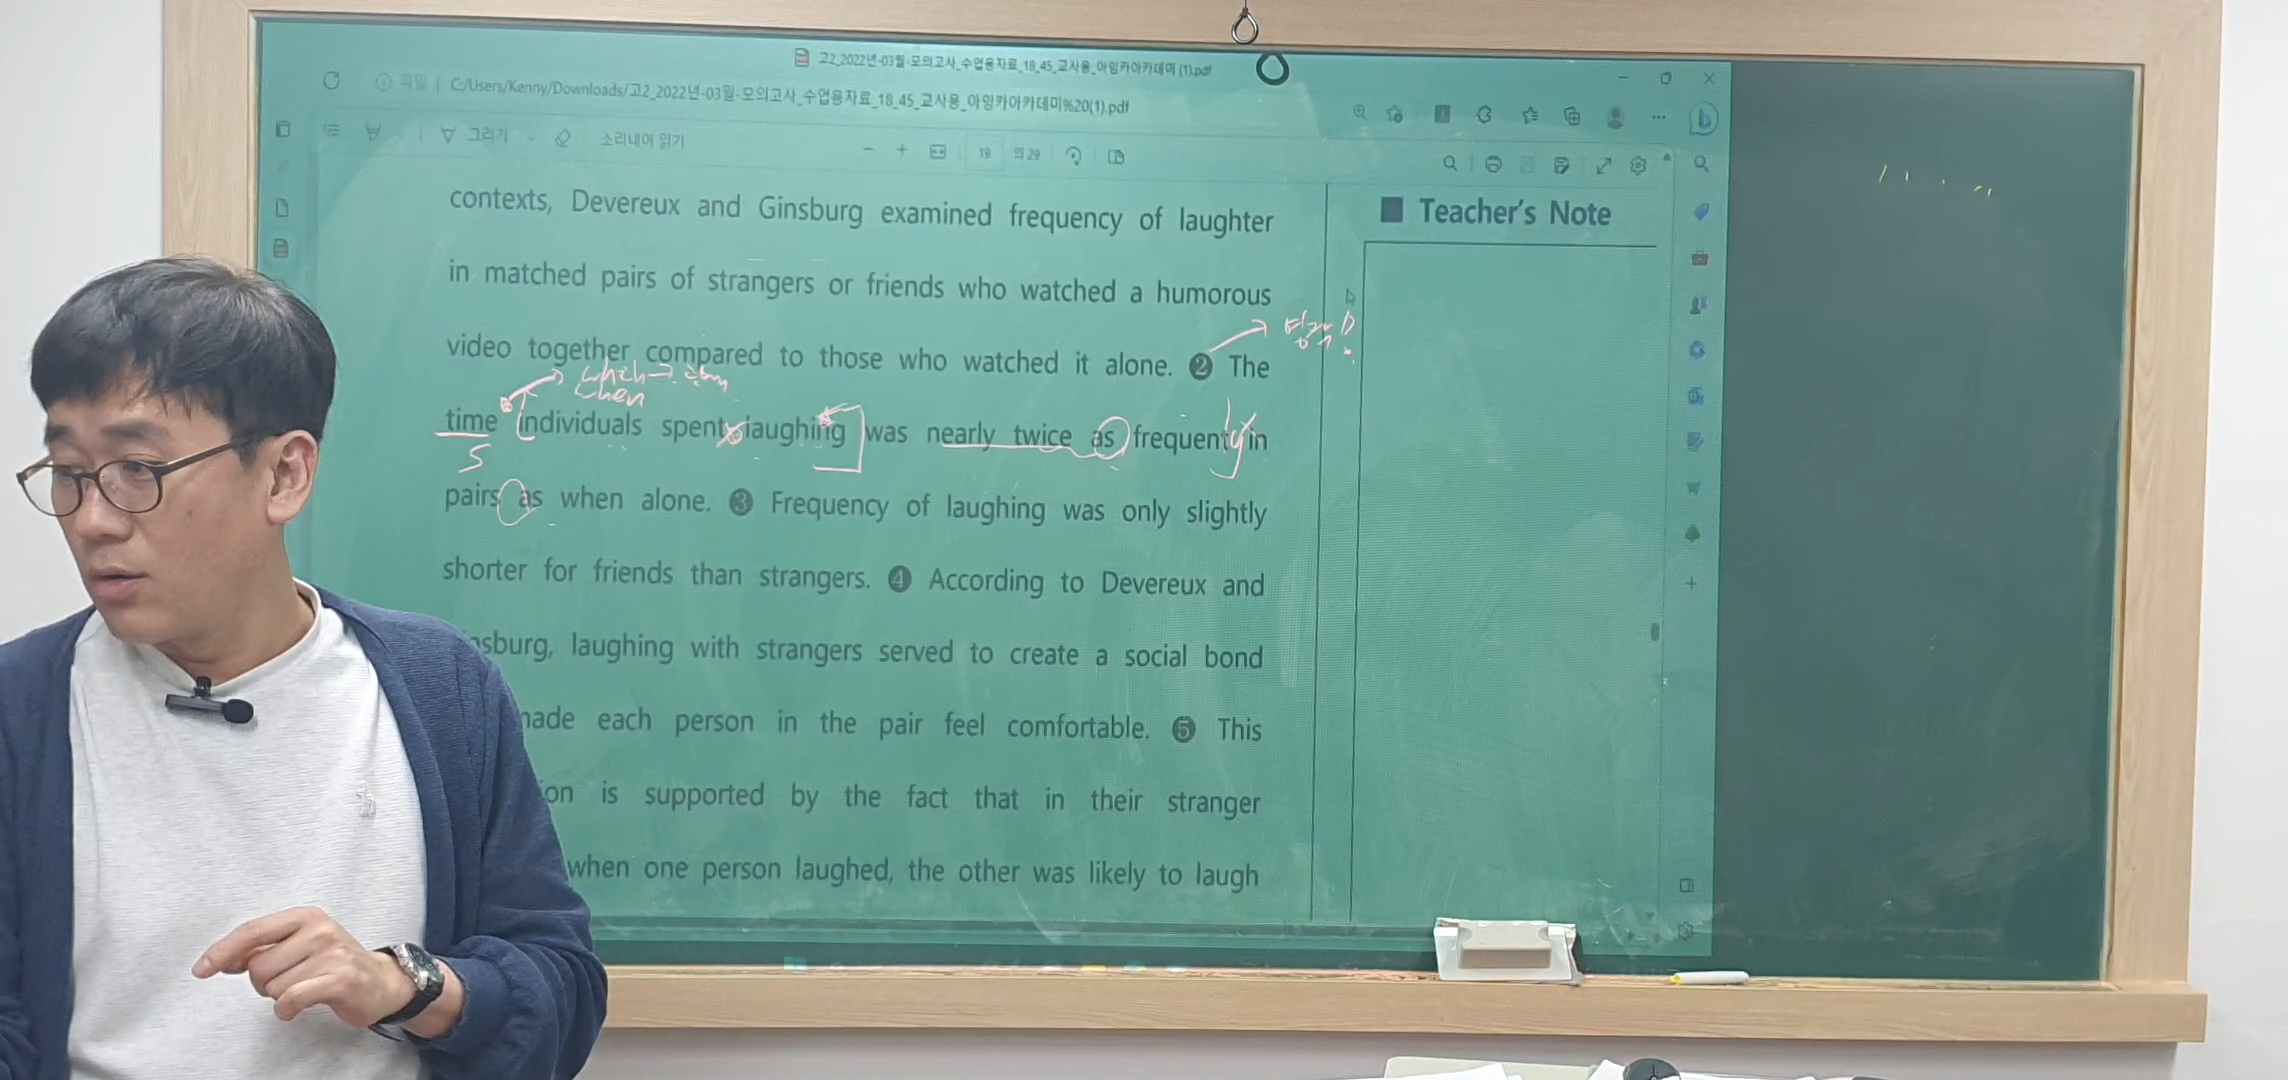 고2_2022년-03월-모의고사_수업용자료_18_45_교사용_아잉카아카데미 (1).pdf
파일 | C:/Users/Kenny/Downloads/고2_2022년-03월-모의고사_수업용자료_18_45_교사용_아잉카아카데미%20(1).pdf
그리기 소리내어 읽기 - + 19 의 29
Teacher's Note
contexts, Devereux and Ginsburg examined frequency of laughter
in matched pairs of strangers or friends who watched a humorous
video together compared to those who watched it alone. ❷ The
which →
when
time individuals spent laughing was nearly twice as frequent ly in
S
pairs as when alone. ❸ Frequency of laughing was only slightly
shorter for friends than strangers. ❹ According to Devereux and
nsburg, laughing with strangers served to create a social bond
made each person in the pair feel comfortable. ❺ This
on is supported by the fact that in their stranger
when one person laughed, the other was likely to laugh